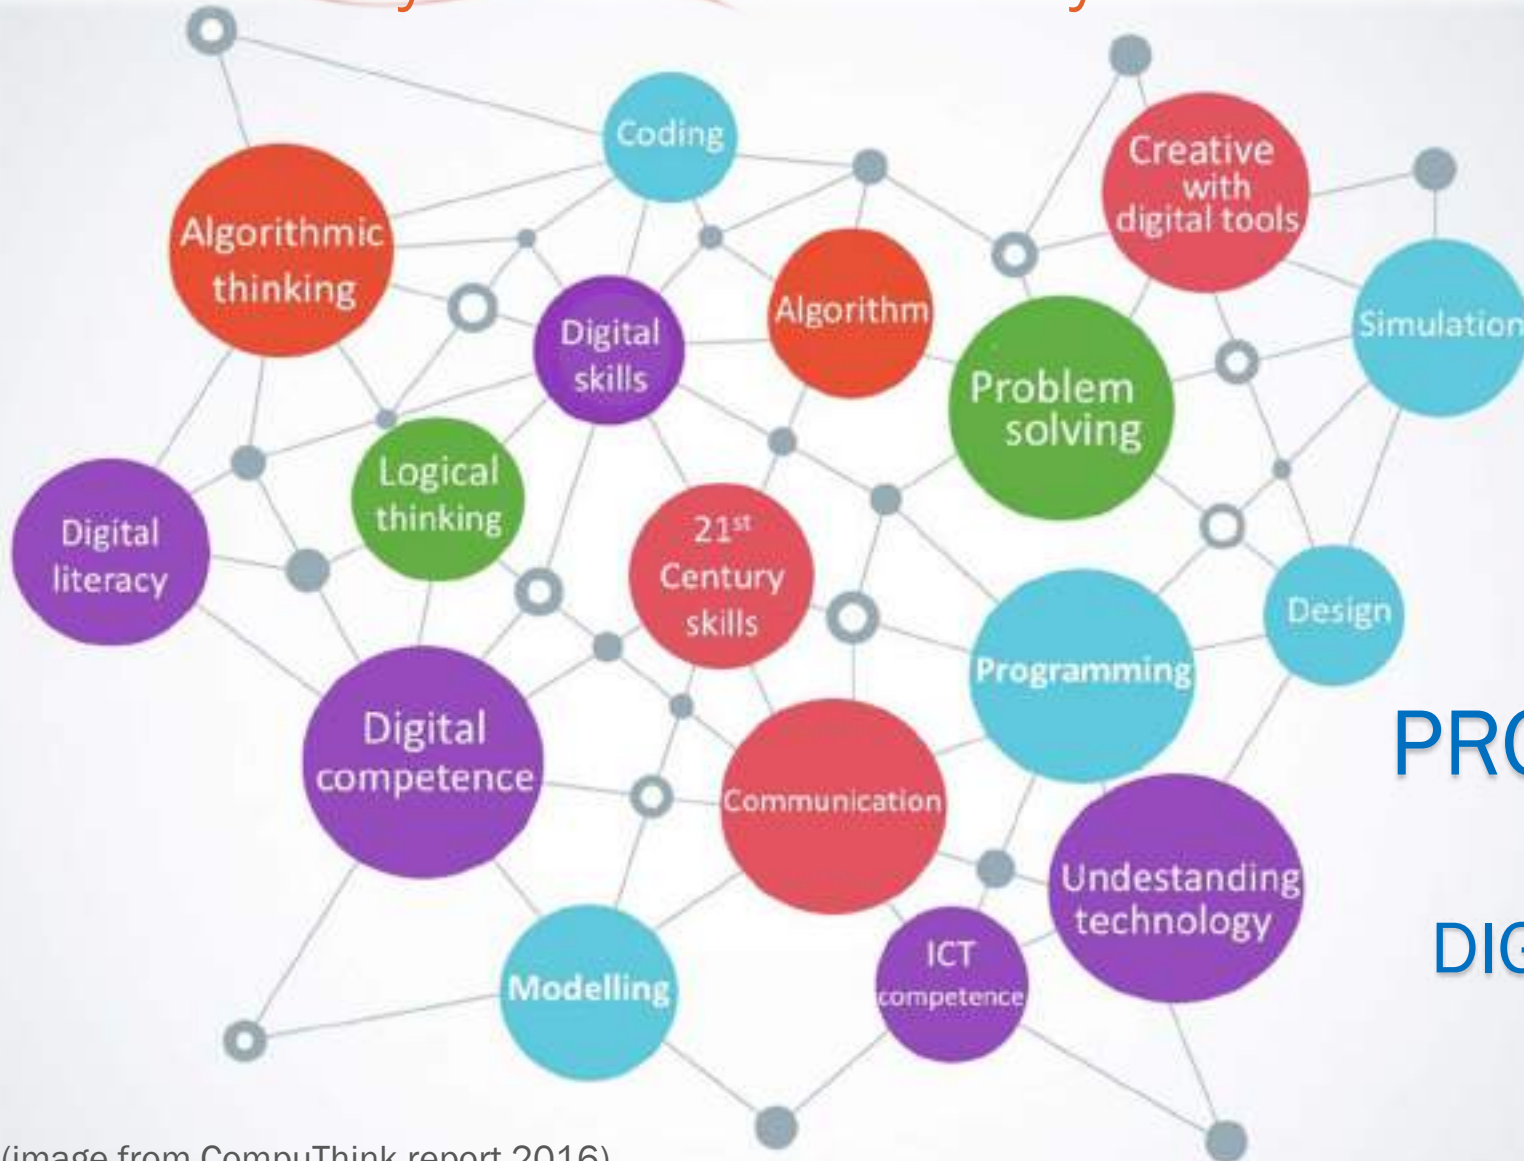 Coding
Creative
with
digital tools
Algorithmic
thinking
Algorithm
Simulation
Digital
skills
Problem
solving
Logical
thinking
21st
Century
skills
Digital
literacy
Design
Programming
Digital
competence
PRO
Communication
Undestanding
technology
DIG
ICT
competence
Modelling
(image from CompuThink report 2016)